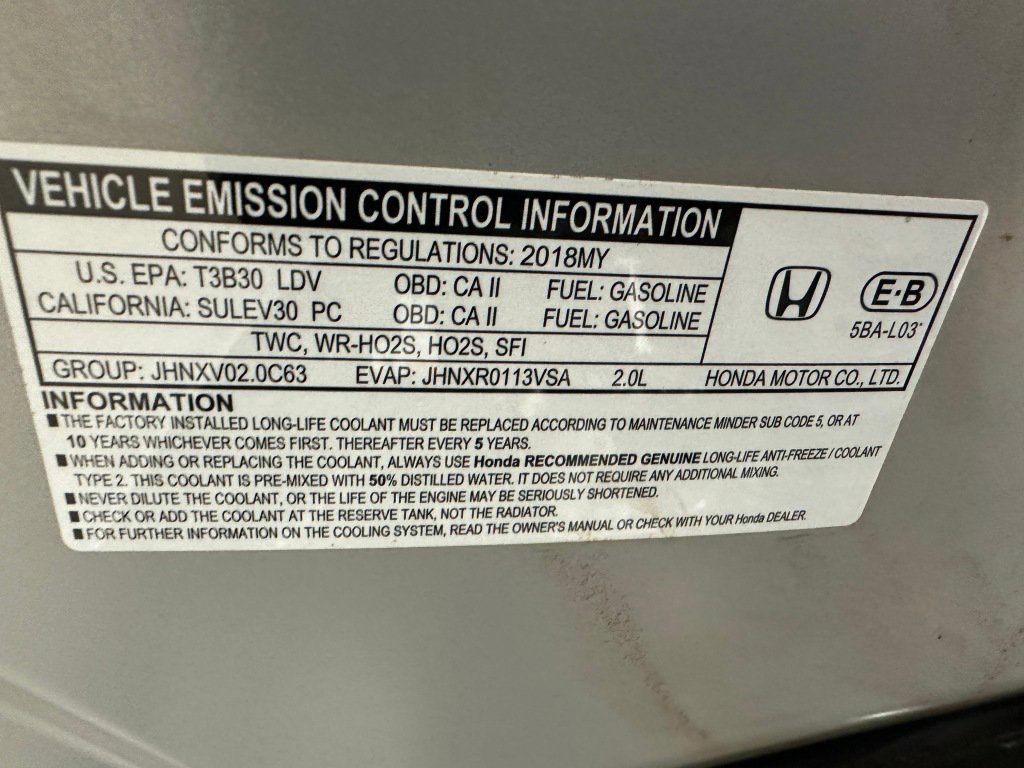 VEHICLE EMISSION CONTROL INFORMATION
CONFORMS TO REGULATIONS: 2018MY
U.S. EPA: T3B30 LDV OBD: CA II FUEL: GASOLINE
CALIFORNIA: SULEV30 PC OBD: CA II FUEL: GASOLINE
TWC, WR-HO2S, HO2S, SFI
E·B
5BA-L03
GROUP: JHNXV02.0C63 EVAP: JHNXR0113VSA 2.0L HONDA MOTOR CO., LTD.
INFORMATION
■ THE FACTORY INSTALLED LONG-LIFE COOLANT MUST BE REPLACED ACCORDING TO MAINTENANCE MINDER SUB CODE 5, OR AT
10 YEARS WHICHEVER COMES FIRST. THEREAFTER EVERY 5 YEARS.
■ WHEN ADDING OR REPLACING THE COOLANT, ALWAYS USE Honda RECOMMENDED GENUINE LONG-LIFE ANTI-FREEZE / COOLANT
TYPE 2. THIS COOLANT IS PRE-MIXED WITH 50% DISTILLED WATER. IT DOES NOT REQUIRE ANY ADDITIONAL MIXING.
■ NEVER DILUTE THE COOLANT, OR THE LIFE OF THE ENGINE MAY BE SERIOUSLY SHORTENED.
■ CHECK OR ADD THE COOLANT AT THE RESERVE TANK, NOT THE RADIATOR.
■ FOR FURTHER INFORMATION ON THE COOLING SYSTEM, READ THE OWNER'S MANUAL OR CHECK WITH YOUR Honda DEALER.